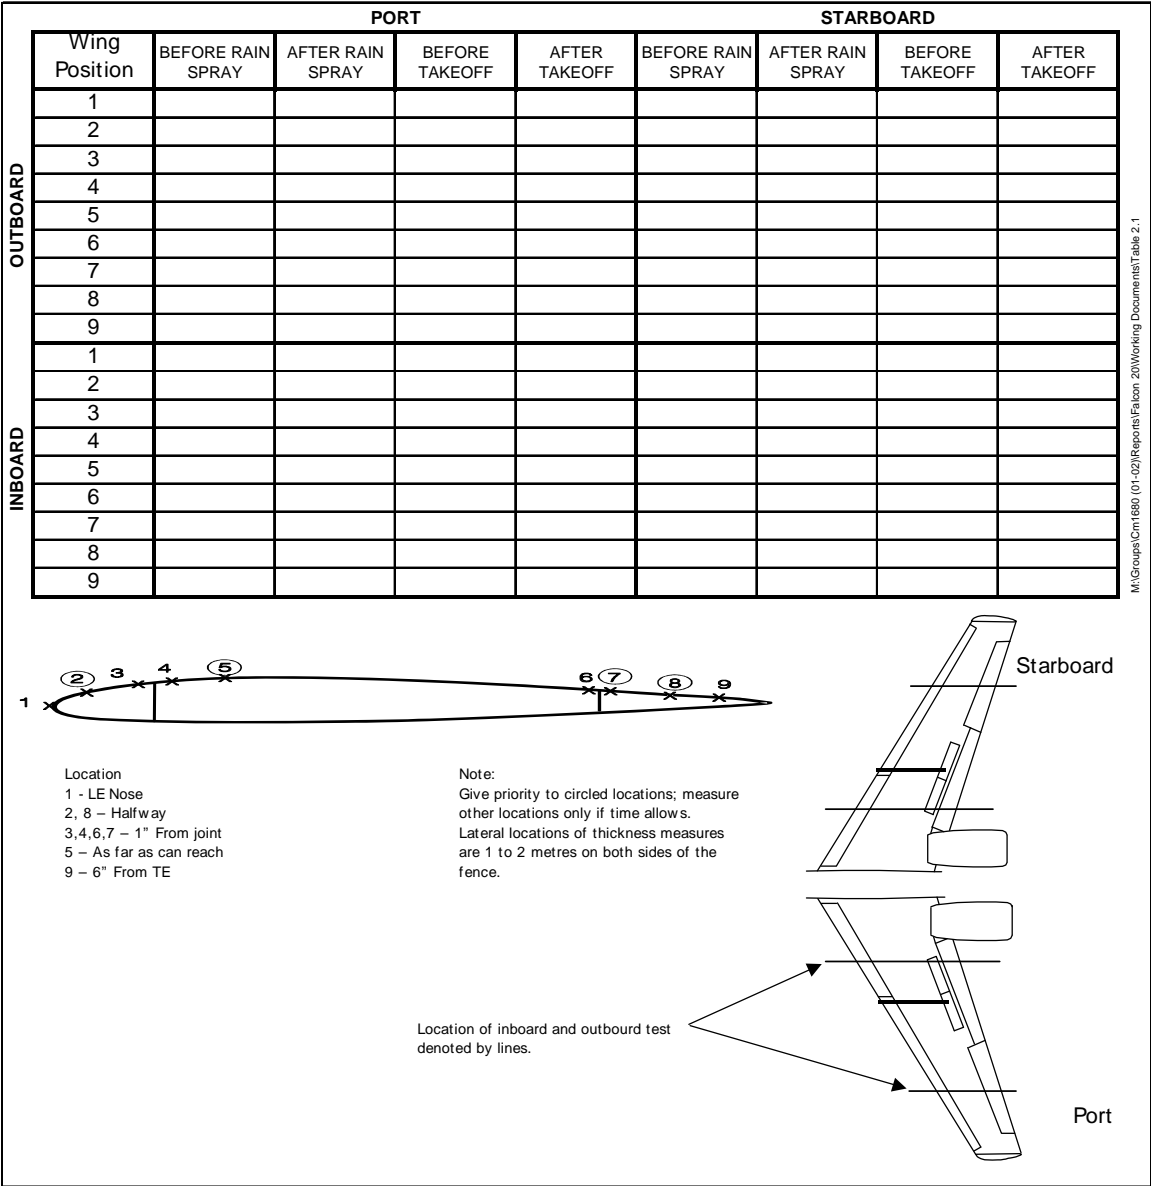 PORT STARBOARD
Wing Position BEFORE RAIN SPRAY AFTER RAIN SPRAY BEFORE TAKEOFF AFTER TAKEOFF BEFORE RAIN SPRAY AFTER RAIN SPRAY BEFORE TAKEOFF AFTER TAKEOFF
OUTBOARD
1
2
3
4
5
6
7
8
9
INBOARD
1
2
3
4
5
6
7
8
9
M:\Groups\Cm1680 (01-02)\Reports\Falcon 20\Working Documents\Table 2.1
1 2 3 4 5 6 7 8 9
Location
1 - LE Nose
2, 8 – Halfway
3,4,6,7 – 1” From joint
5 – As far as can reach
9 – 6” From TE
Note:
Give priority to circled locations; measure
other locations only if time allows.
Lateral locations of thickness measures
are 1 to 2 metres on both sides of the
fence.
Starboard
Location of inboard and outbourd test
denoted by lines.
Port